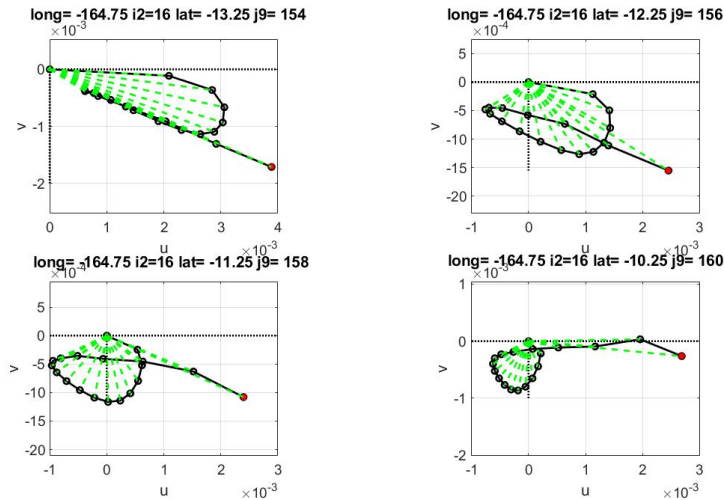 long= -164.75 i2=16 lat= -13.25 j9= 154
×10⁻³
0
-1
-2
v
0 1 2 3 4
u
×10⁻³
long= -164.75 i2=16 lat= -12.25 j9= 156
×10⁻⁴
5
0
-5
-10
-15
-20
v
-1 0 1 2 3
u
×10⁻³
long= -164.75 i2=16 lat= -11.25 j9= 158
×10⁻⁴
5
0
-5
-10
-15
-20
v
-1 0 1 2 3
u
×10⁻³
long= -164.75 i2=16 lat= -10.25 j9= 160
×10⁻³
1
0
-1
-2
v
-1 0 1 2 3
u
×10⁻³